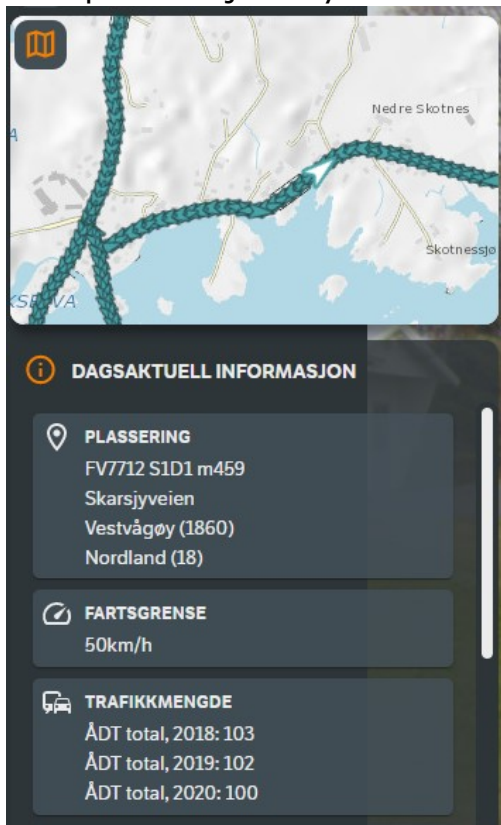 Nedre Skotnes
A
Skotnessjø
VA
DAGSAKTUELL INFORMASJON
PLASSERING
FV7712 S1D1 m459
Skarsjyveien
Vestvågøy (1860)
Nordland (18)
FARTSGRENSE
50km/h
TRAFIKKMENGDE
ÅDT total, 2018: 103
ÅDT total, 2019: 102
ÅDT total, 2020: 100